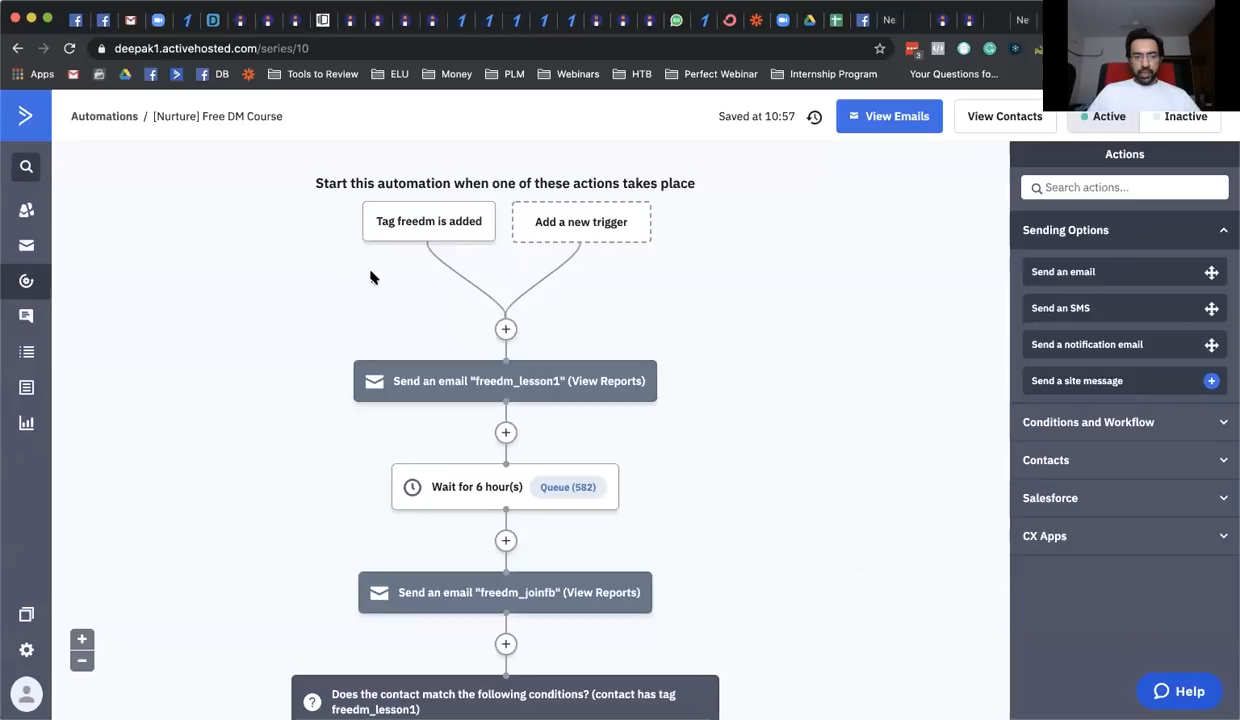 Ne
Ne
deepak1.activehosted.com/series/10
3
Apps
DB
Tools to Review
ELU
Money
PLM
Webinars
HTB
Perfect Webinar
Internship Program
Your Questions fo...
Automations / [Nurture] Free DM Course
Saved at 10:57
View Emails
View Contacts
Active
Inactive
Start this automation when one of these actions takes place
Tag freedm is added
Add a new trigger
Send an email "freedm_lesson1" (View Reports)
Wait for 6 hour(s)
Queue (582)
Send an email "freedm_joinfb" (View Reports)
Does the contact match the following conditions? (contact has tag
freedm_lesson1)
Actions
Search actions...
Sending Options
Send an email
Send an SMS
Send a notification email
Send a site message
Conditions and Workflow
Contacts
Salesforce
CX Apps
Help